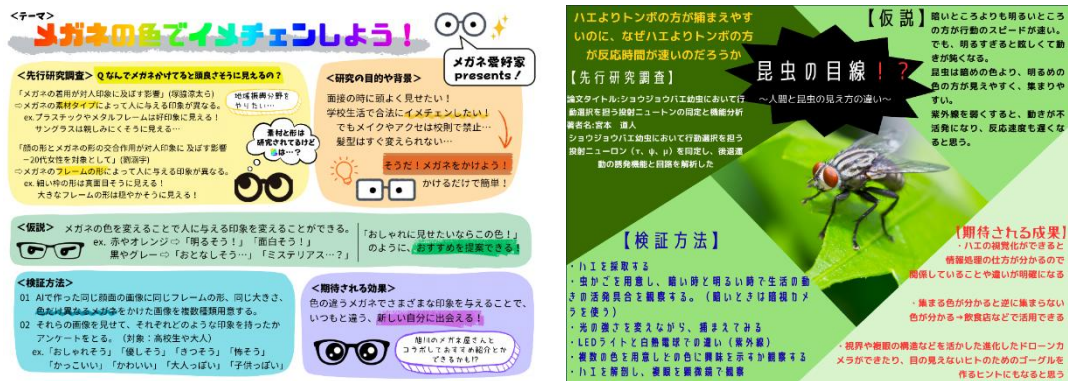 <テーマ>
メガネの色でイメチェンしよう！
メガネ愛好家
presents！
<先行研究調査> Q なんでメガネかけてると頭良さそうに見えるの？
「メガネの着用が対人印象に及ぼす影響」（塚脇涼太ら）
⇨メガネの素材タイプによって人に与える印象が異なる。
ex.プラスチックやメタルフレームは好印象に見える！
サングラスは親しみにくそうに見える…
地域振興分野を
やりたい…
「顔の形とメガネの形の交合作用が対人印象に及ぼす影響
－20代女性を対象として」（劉涵宇）
⇨メガネのフレームの形によって人に与える印象が異なる。
ex.細い枠の形は真面目そうに見える！
大きなフレームの形は穏やかそうに見える！
素材と形は
研究されてるけど
色は…？
<研究の目的や背景>
面接の時に頭よく見せたい！
学校生活で合法にイメチェンしたい！
でもメイクやアクセは校則で禁止…
髪型はすぐ変えられない…
そうだ！メガネをかけよう！
かけるだけで簡単！
<仮説> メガネの色を変えることで人に与える印象を変えることができる。
ex. 赤やオレンジ⇨「明るそう！」「面白そう！」
黒やグレー⇨「おとなしそう…」「ミステリアス…？」
「おしゃれに見せたいならこの色！」
のように、おすすめを提案できる！
<検証方法>
01 AIで作った同じ顔面の画像に同じフレームの形、同じ大きさ、
色だけ異なるメガネをかけた画像を複数種類用意する。
02 それらの画像を見せて、それぞれどのような印象を持ったか
アンケートをとる。（対象：高校生や大人）
ex.「おしゃれそう」「優しそう」「きつそう」「怖そう」
「かっこいい」「かわいい」「大人っぽい」「子供っぽい」
<期待される効果>
色の違うメガネでさまざまな印象を与えることで、
いつもと違う、新しい自分に出会える！
旭川のメガネ屋さんと
コラボしておすすめ紹介とか
できるかも!?
ハエよりトンボの方が捕まえやす
いのに、なぜハエよりトンボの方
が反応時間が速いのだろうか
【先行研究調査】
論文タイトル:ショウジョウバエ幼虫において行
動選択を担う投射ニュートンの同定と機能分析
著者名:宮本 道人
ショウジョウバエ幼虫において行動選択を担う
投射ニューロン（τ, φ, μ）を同定し、後退運
動の誘発機能と回路を解析した
昆虫の目線！？
～人間と昆虫の見え方の違い～
【仮説】
暗いところよりも明るいところ
の方が行動のスピードが速い。
でも、明るすぎると眩しくて動
きが鈍くなる。
昆虫は暗めの色より、明るめの
色の方が見えやすく、集まりや
すい。
紫外線を弱くすると、動きが不
活発になり、反応速度も遅くな
ると思う。
【検証方法】
・ハエを採取する
・虫かごを用意し、暗い時と明るい時で生活の動
きの活発具合を観察する。（暗いときは暗視カメ
ラを使う）
・光の強さを変えながら、捕まえてみる
・LEDライトと白熱電球での違い（紫外線）
・複数の色を用意しどの色に興味を示すか観察する
・ハエを解剖し、複眼を顕微鏡で観察
【期待される成果】
・ハエの視覚化ができると
情報処理の仕方が分かるので
関係していることや違いが明確になる
・集まる色が分かると逆に集まらない
色が分かる→飲食店などで活用できる
・視界や複眼の構造などを活かした進化したドローンカ
メラができたり、目の見えないヒトのためのゴーグルを
作るヒントにもなると思う